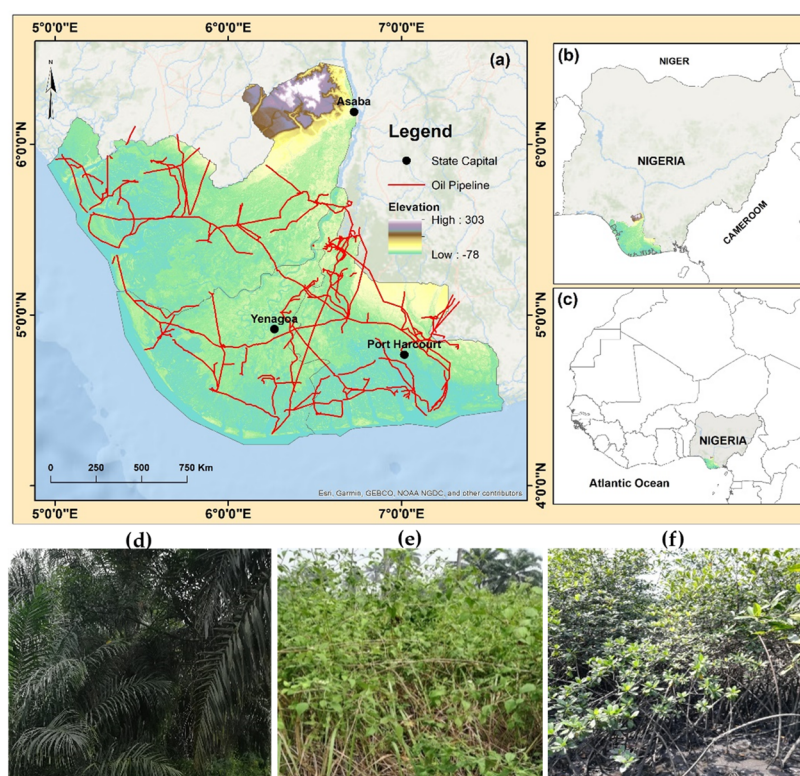 5°0'0"E 6°0'0"E 7°0'0"E
(a)
N
Asaba
6°0'0"N
6°0'0"N
Legend
State Capital
Oil Pipeline
Elevation
High : 303
Low : -78
5°0'0"N
5°0'0"N
Yenagoa
Port Harcourt
0 250 500 750 Km
Esri, Garmin, GEBCO, NOAA NGDC, and other contributors
4°0'0"N
5°0'0"E 6°0'0"E 7°0'0"E
(b)
NIGER
NIGERIA
CAMEROOM
(c)
NIGERIA
Atlantic Ocean
(d) (e) (f)